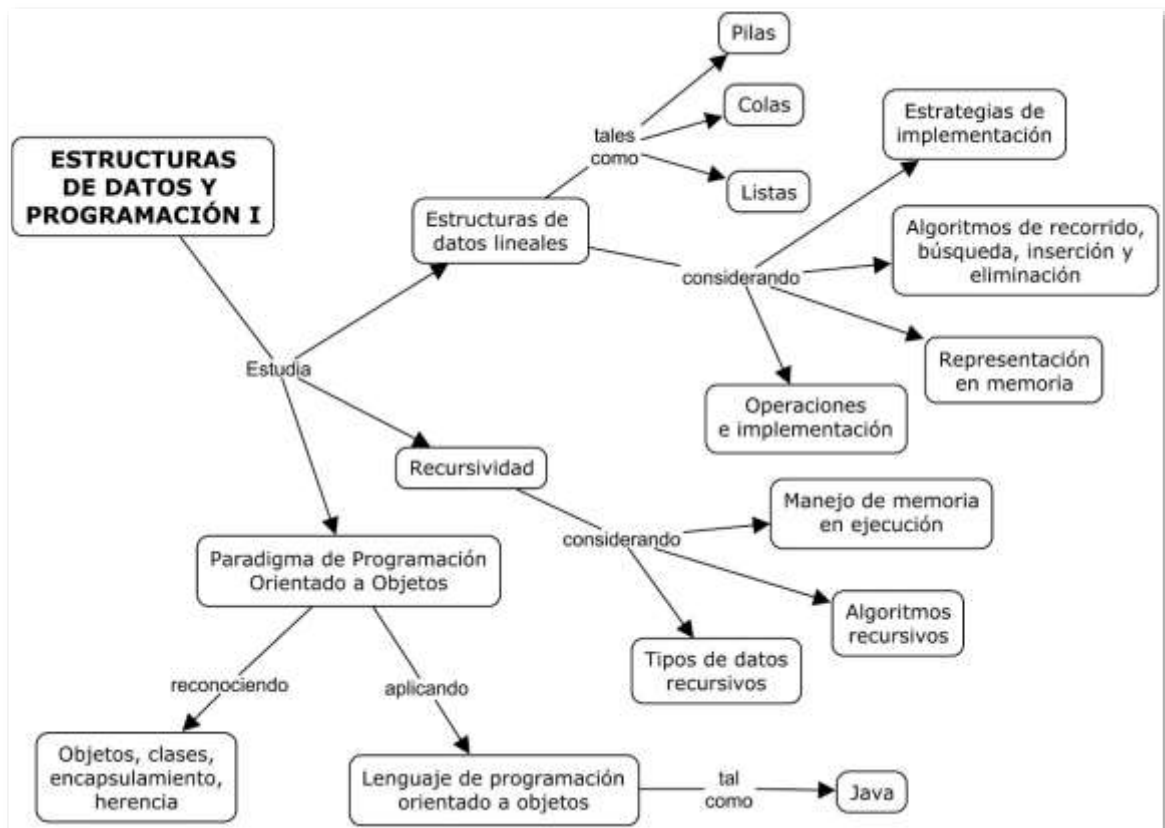 ESTRUCTURAS
DE DATOS Y
PROGRAMACIÓN I
Estudia
Estructuras de
datos lineales
tales
como
Pilas
Colas
Listas
considerando
Estrategias de
implementación
Algoritmos de recorrido,
búsqueda, inserción y
eliminación
Representación
en memoria
Operaciones
e implementación
Recursividad
considerando
Manejo de memoria
en ejecución
Algoritmos
recursivos
Tipos de datos
recursivos
Paradigma de Programación
Orientado a Objetos
reconociendo
Objetos, clases,
encapsulamiento,
herencia
aplicando
Lenguaje de programación
orientado a objetos
tal
como
Java